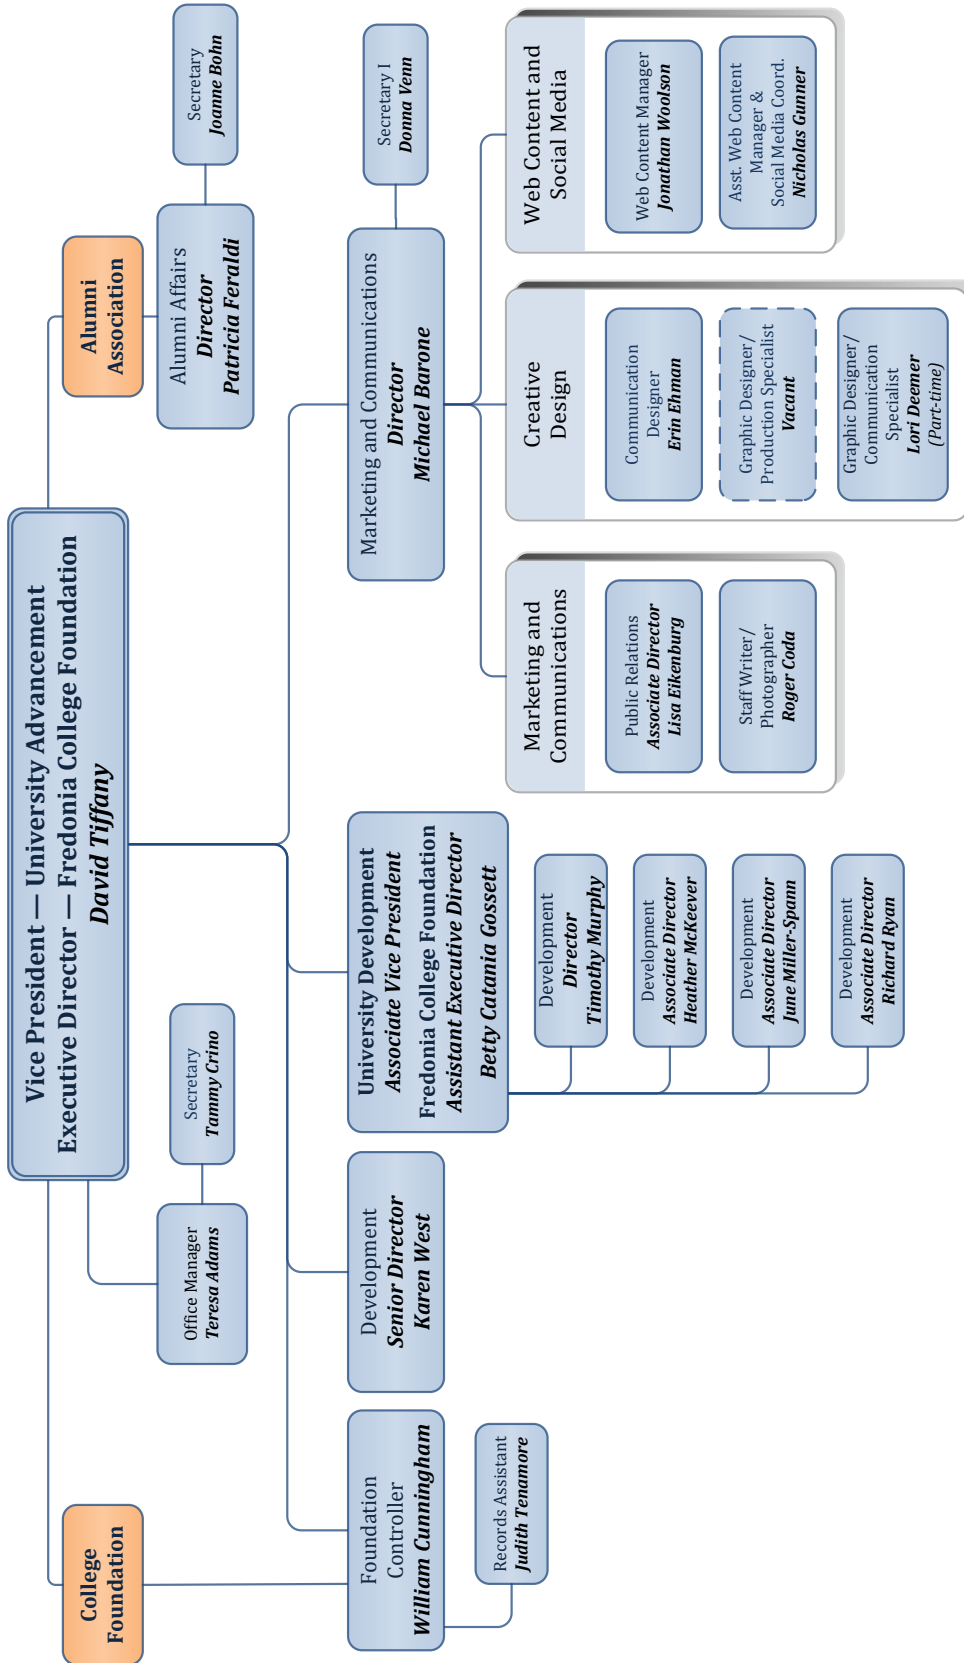 Vice President — University Advancement
Executive Director — Fredonia College Foundation
David Tiffany
College
Foundation
Alumni
Association
Office Manager
Teresa Adams
Secretary
Tammy Crino
Alumni Affairs
Director
Patricia Feraldi
Secretary
Joanne Bohn
Foundation
Controller
William Cunningham
Records Assistant
Judith Tenamore
Development
Senior Director
Karen West
University Development
Associate Vice President
Fredonia College Foundation
Assistant Executive Director
Betty Catania Gossett
Development
Director
Timothy Murphy
Development
Associate Director
Heather McKeever
Development
Associate Director
June Miller-Spann
Development
Associate Director
Richard Ryan
Marketing and Communications
Director
Michael Barone
Secretary I
Donna Venn
Marketing and
Communications
Public Relations
Associate Director
Lisa Eikenburg
Staff Writer/
Photographer
Roger Coda
Creative
Design
Communication
Designer
Erin Ehman
Graphic Designer/
Production Specialist
Vacant
Graphic Designer/
Communication
Specialist
Lori Deemer
(Part-time)
Web Content and
Social Media
Web Content Manager
Jonathan Woolson
Asst. Web Content
Manager &
Social Media Coord.
Nicholas Gunner